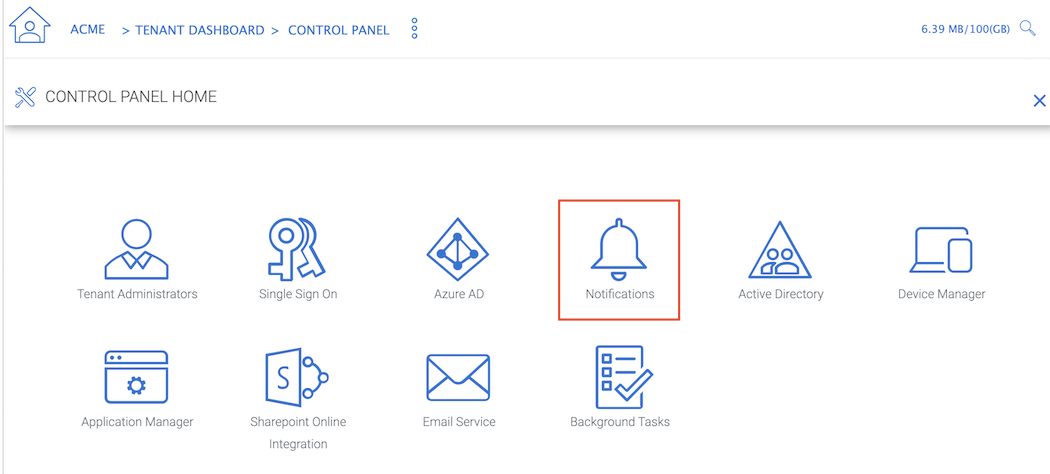 ACME > TENANT DASHBOARD > CONTROL PANEL 6.39 MB/100(GB)
CONTROL PANEL HOME
Tenant Administrators Single Sign On Azure AD Notifications Active Directory Device Manager
S
Application Manager Sharepoint Online Email Service Background Tasks
Integration